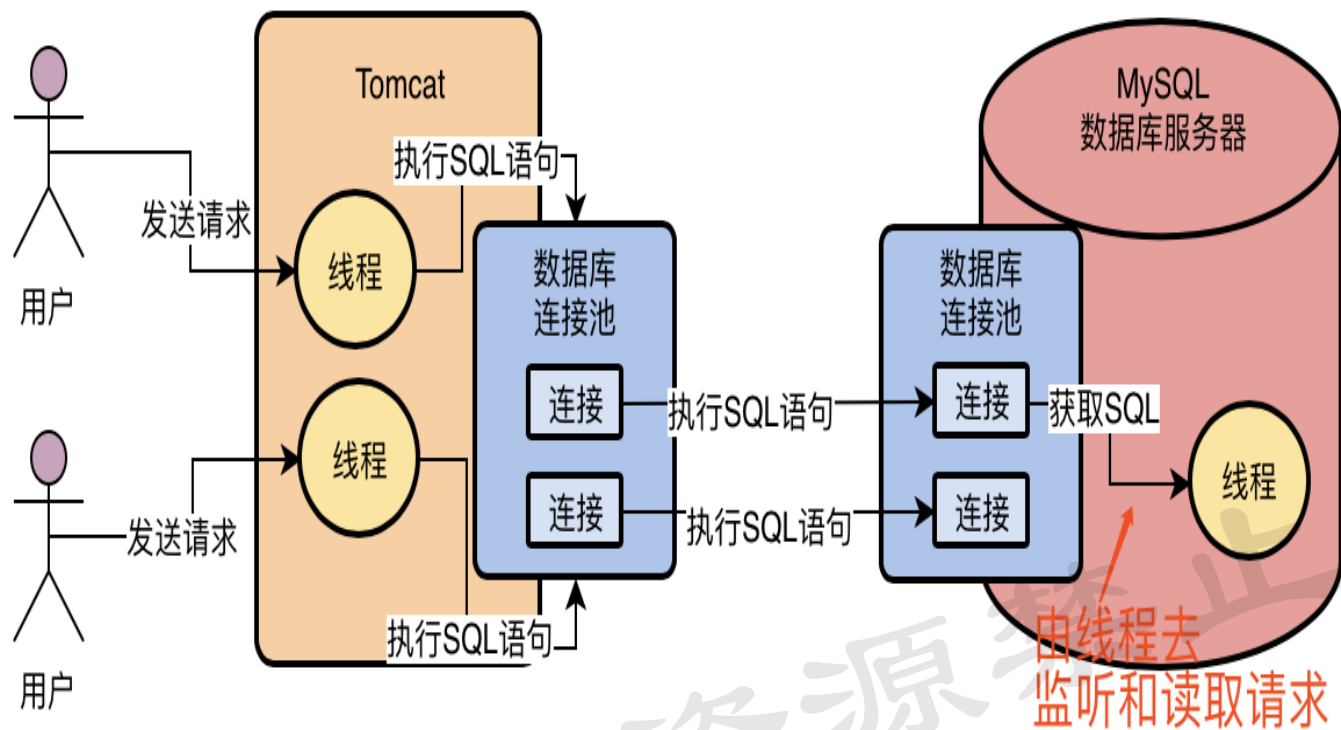 Tomcat
MySQL
数据库服务器
执行SQL语句
发送请求
线程
用户
数据库
连接池
连接
执行SQL语句
连接
执行SQL语句
数据库
连接池
连接
获取SQL
连接
线程
线程
发送请求
执行SQL语句
用户
由线程去
监听和读取请求
资源禁止